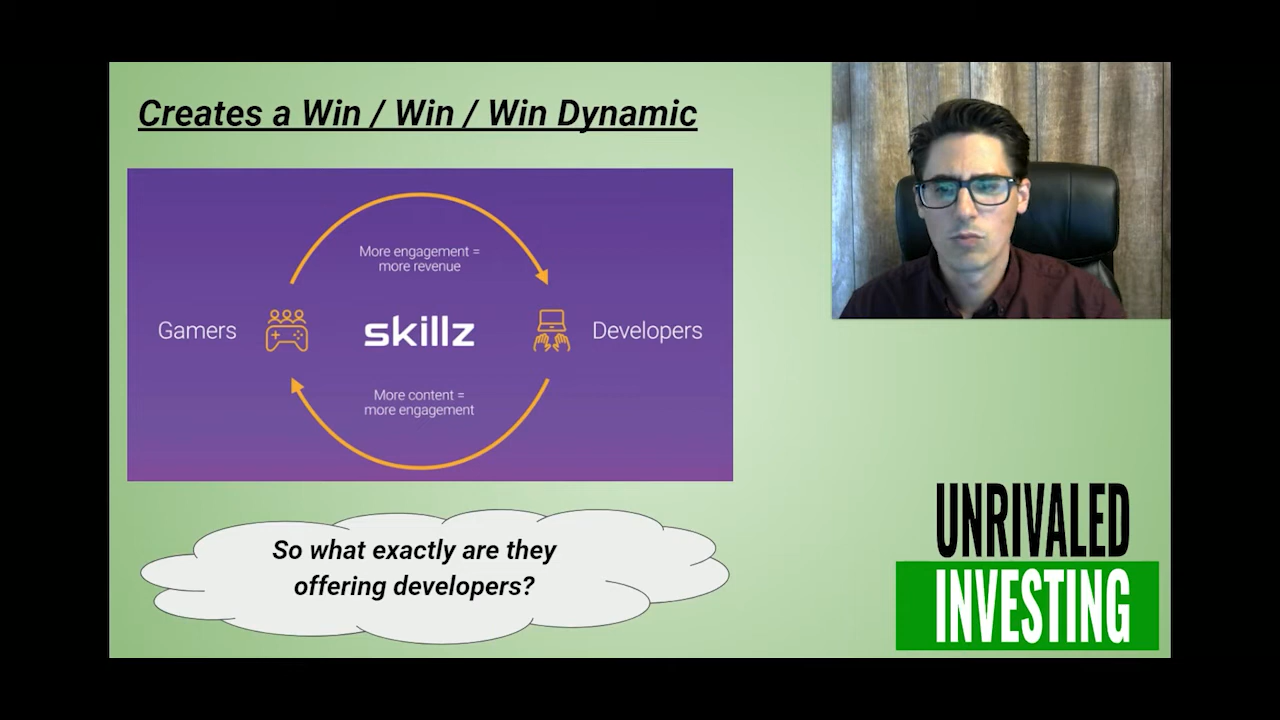 Creates a Win / Win / Win Dynamic
More engagement =
more revenue
Gamers
skillz
Developers
More content =
more engagement
So what exactly are they
offering developers?
UNRIVALED
INVESTING